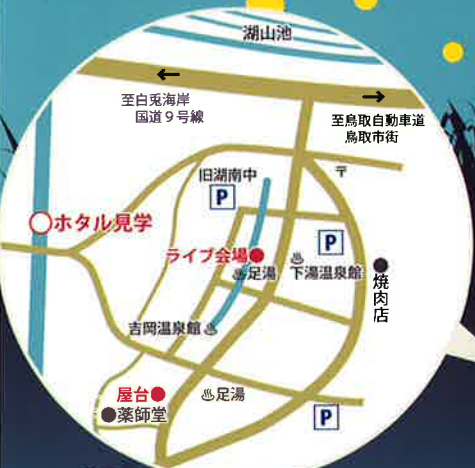 湖山池
←
→
至白兎海岸
国道9号線
至鳥取自動車道
鳥取市街
〒
旧湖南中
P
ホタル見学
P
ライブ会場
足湯
下湯温泉館
焼肉店
吉岡温泉館
屋台
足湯
薬師堂
P